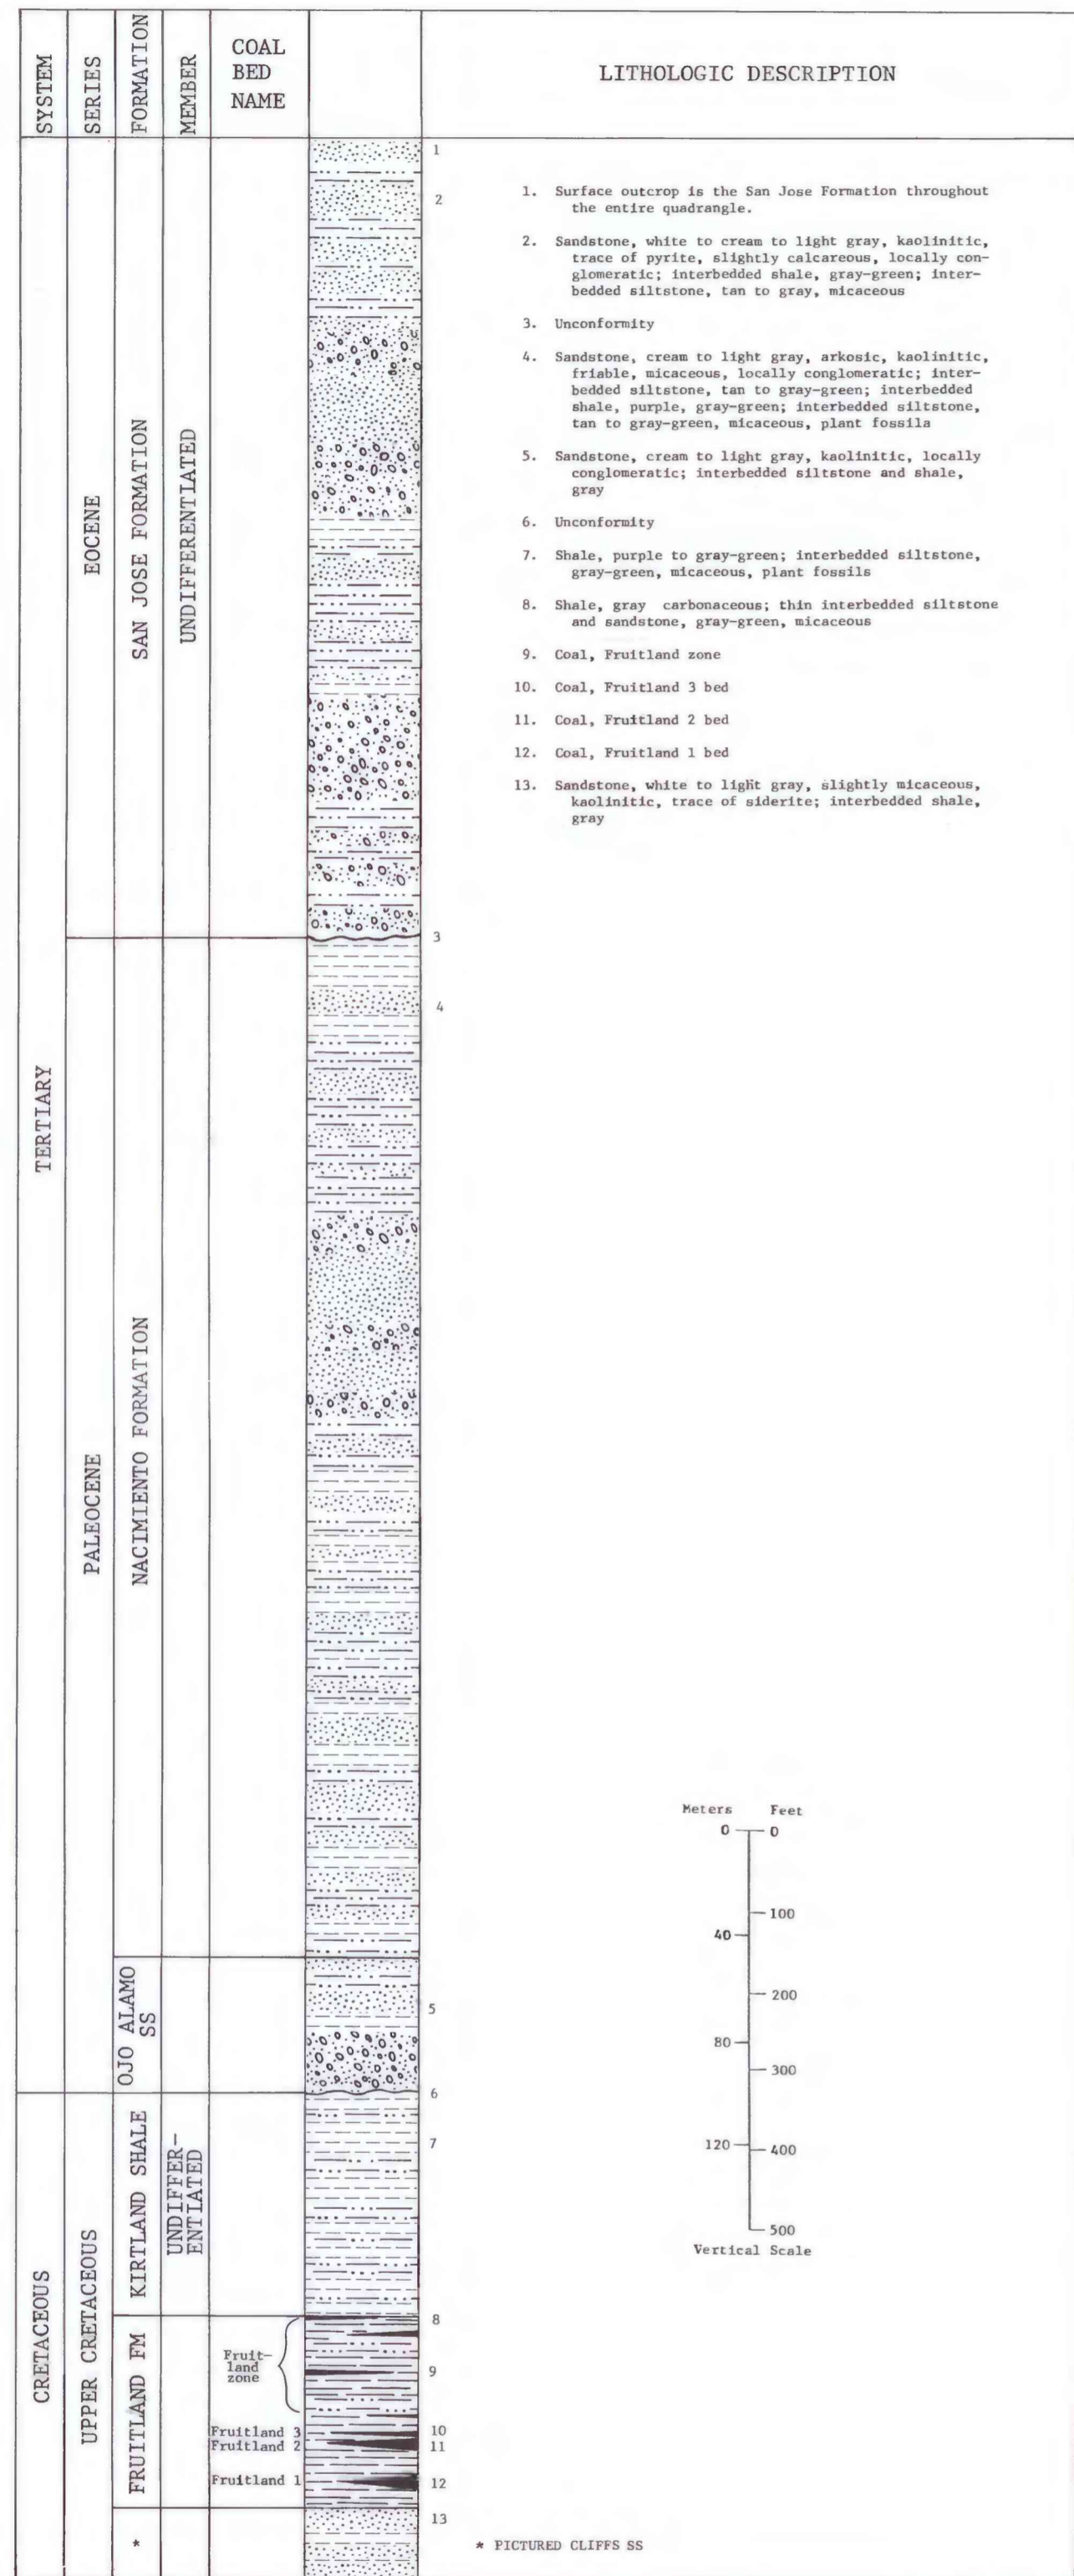 SYSTEM
SERIES
FORMATION
MEMBER
COAL
BED
NAME
LITHOLOGIC DESCRIPTION
TERTIARY
CRETACEOUS
EOCENE
PALEOCENE
UPPER CRETACEOUS
SAN JOSE FORMATION
NACIMIENTO FORMATION
OJO ALAMO
SS
KIRTLAND SHALE
FRUITLAND FM
*
UNDIFFERENTIATED
UNDIFFER-
ENTIATED
Fruit-
land
zone
Fruitland 3
Fruitland 2
Fruitland 1
1
2
3
4
5
6
7
8
9
10
11
12
13
1. Surface outcrop is the San Jose Formation throughout
the entire quadrangle.
2. Sandstone, white to cream to light gray, kaolinitic,
trace of pyrite, slightly calcareous, locally con-
glomeratic; interbedded shale, gray-green; inter-
bedded siltstone, tan to gray, micaceous
3. Unconformity
4. Sandstone, cream to light gray, arkosic, kaolinitic,
friable, micaceous, locally conglomeratic; inter-
bedded siltstone, tan to gray-green; interbedded
shale, purple, gray-green; interbedded siltstone,
tan to gray-green, micaceous, plant fossila
5. Sandstone, cream to light gray, kaolinitic, locally
conglomeratic; interbedded siltstone and shale,
gray
6. Unconformity
7. Shale, purple to gray-green; interbedded siltstone,
gray-green, micaceous, plant fossils
8. Shale, gray carbonaceous; thin interbedded siltstone
and sandstone, gray-green, micaceous
9. Coal, Fruitland zone
10. Coal, Fruitland 3 bed
11. Coal, Fruitland 2 bed
12. Coal, Fruitland 1 bed
13. Sandstone, white to light gray, slightly micaceous,
kaolinitic, trace of siderite; interbedded shale,
gray
Meters Feet
0 0
100
40
200
80
300
120
400
500
Vertical Scale
* PICTURED CLIFFS SS